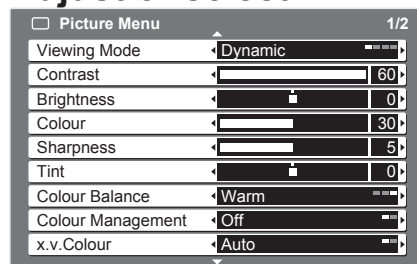 Picture Menu 1/2
Viewing Mode Dynamic
Contrast 60
Brightness 0
Colour 30
Sharpness 5
Tint 0
Colour Balance Warm
Colour Management Off
x.v.Colour Auto